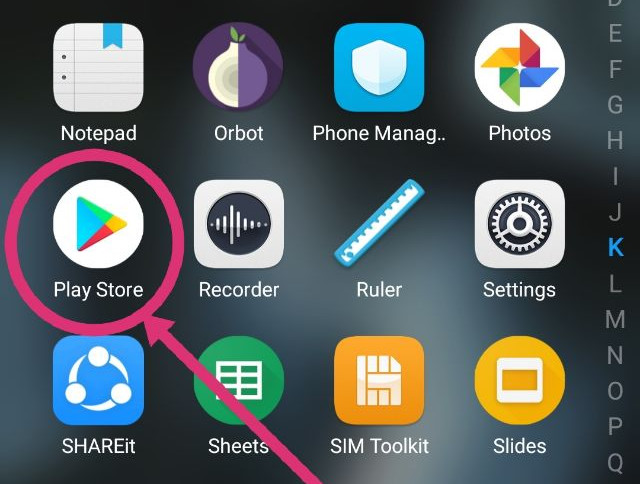 Notepad
Orbot
Phone Manag..
Photos
Play Store
Recorder
Ruler
Settings
SHAREit
Sheets
SIM Toolkit
Slides
D
E
F
G
H
I
J
K
L
M
N
O
P
Q